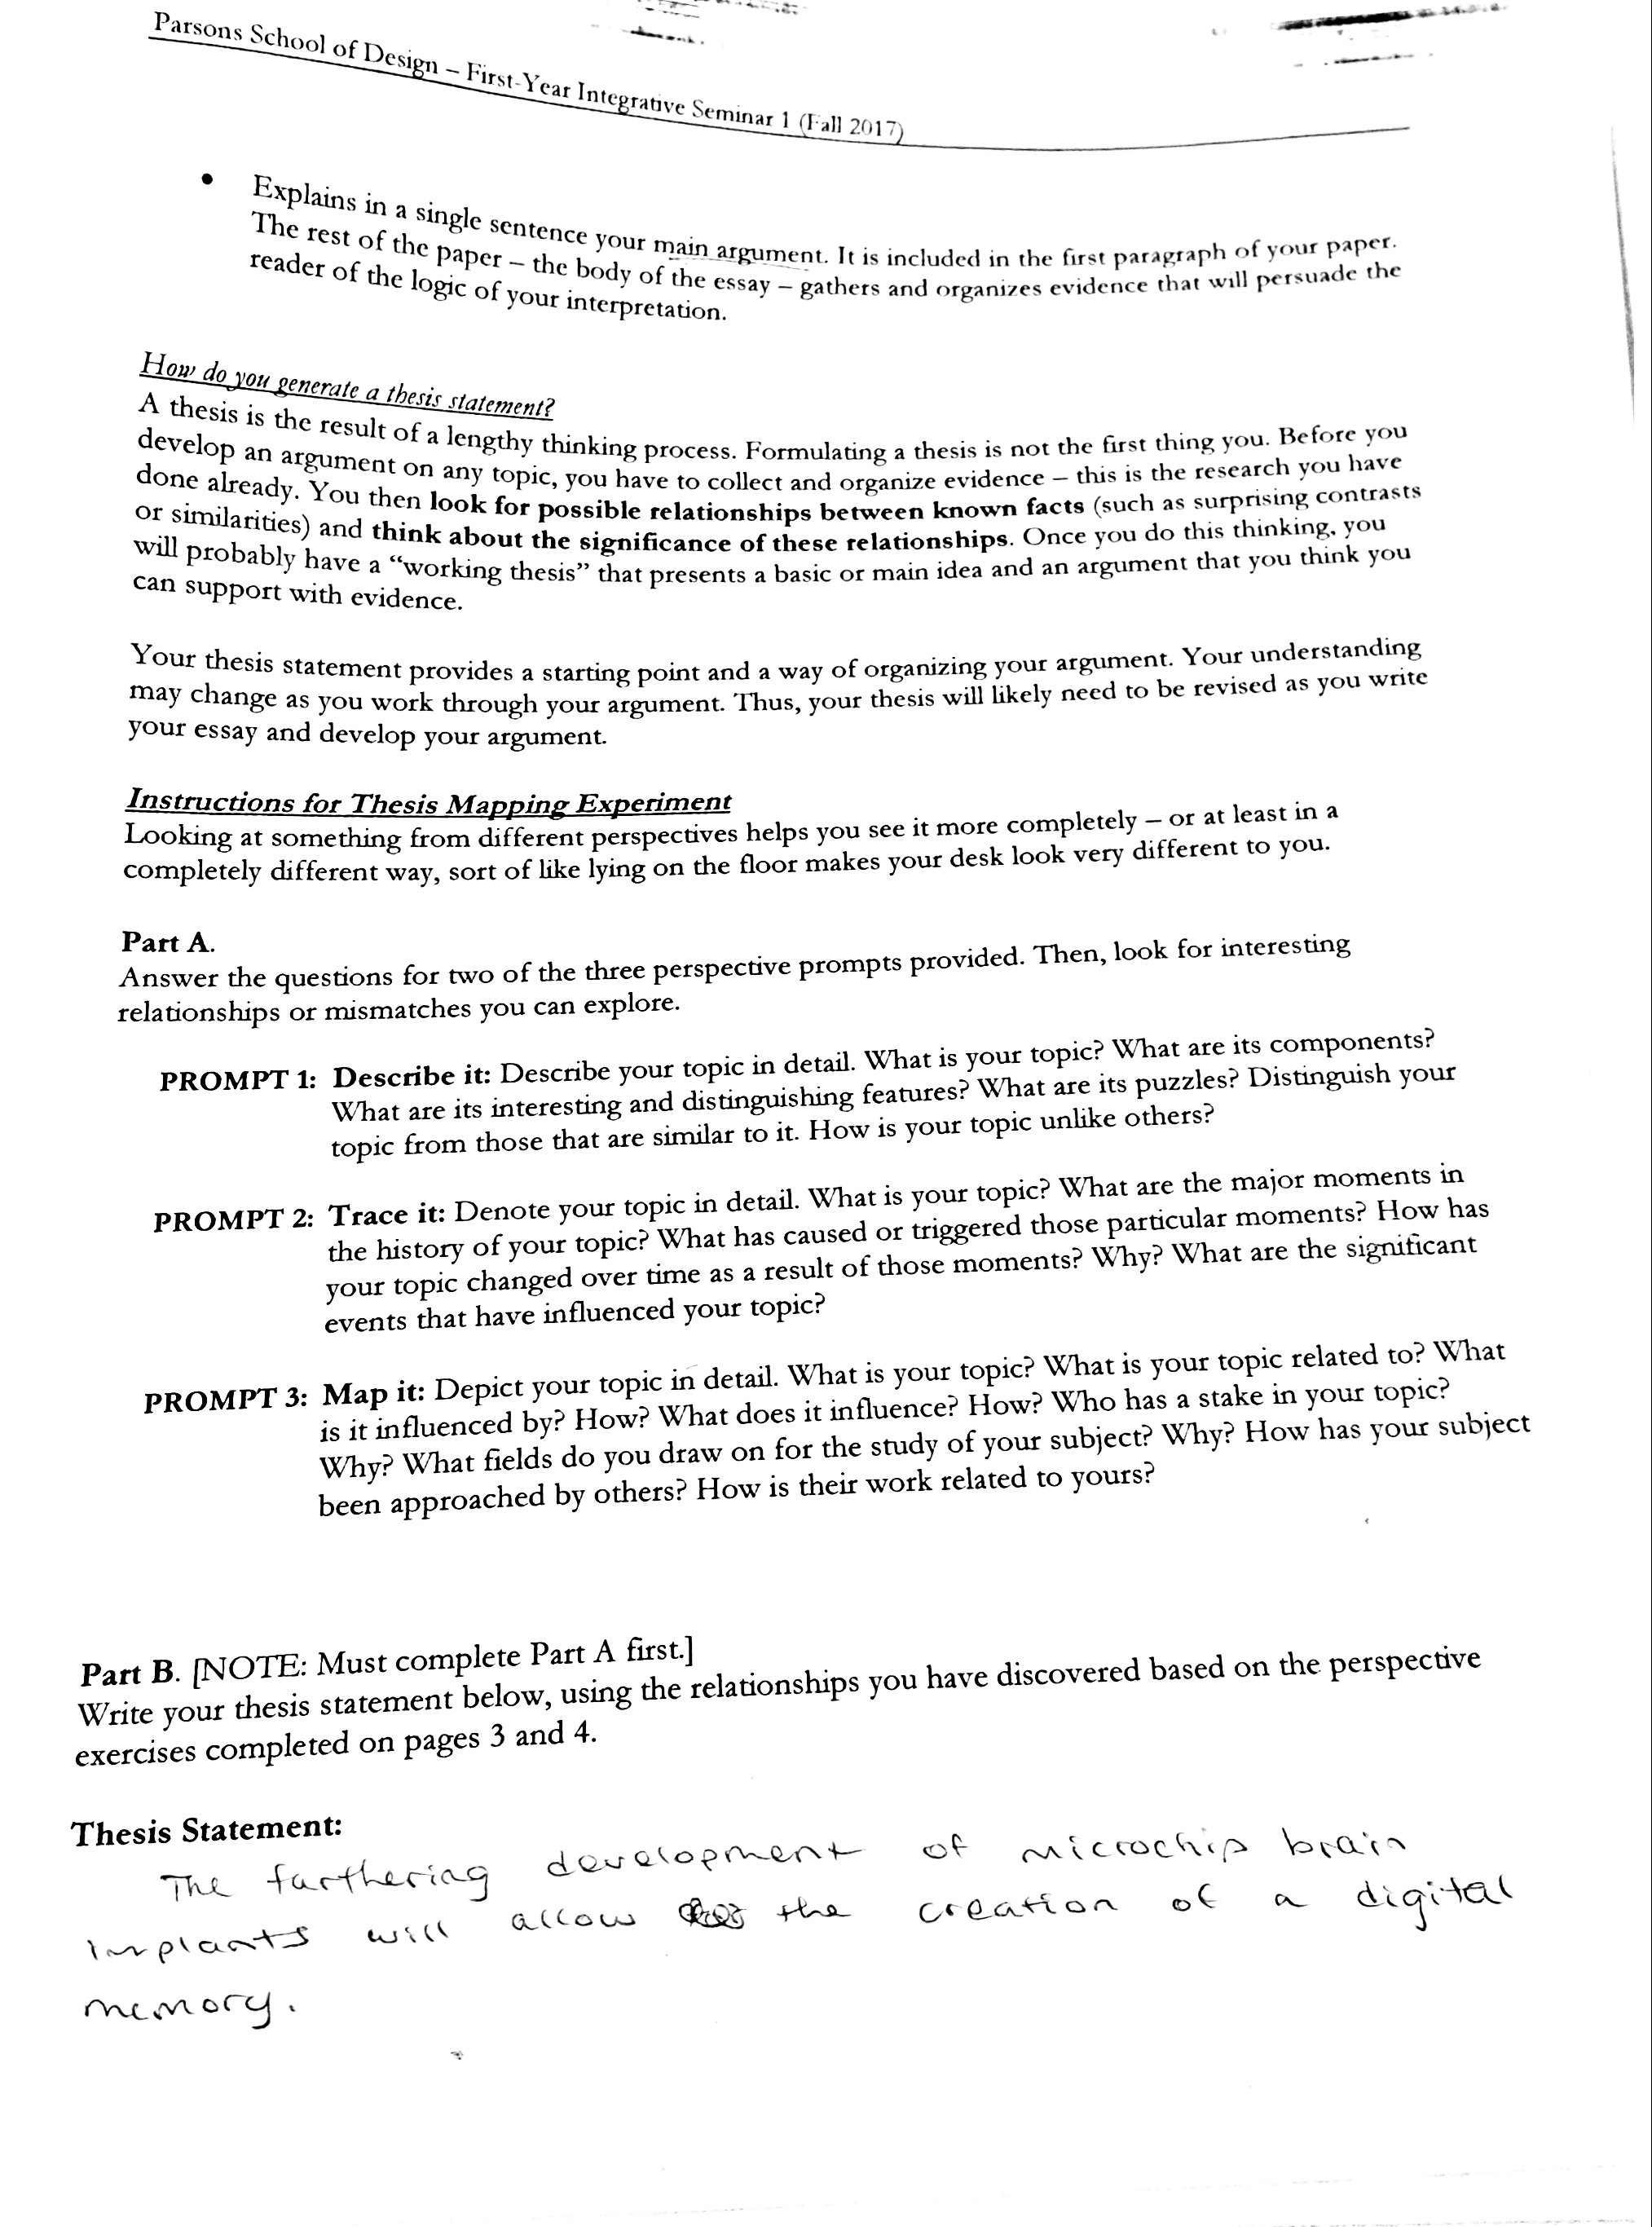 Parsons School of Design – First-Year Integrative Seminar 1 (Fall 2017)
• Explains in a single sentence your main argument. It is included in the first paragraph of your paper.
The rest of the paper – the body of the essay – gathers and organizes evidence that will persuade the
reader of the logic of your interpretation.
How do you generate a thesis statement?
A thesis is the result of a lengthy thinking process. Formulating a thesis is not the first thing you. Before you
develop an argument on any topic, you have to collect and organize evidence – this is the research you have
done already. You then look for possible relationships between known facts (such as surprising contrasts
or similarities) and think about the significance of these relationships. Once you do this thinking, you
will probably have a “working thesis” that presents a basic or main idea and an argument that you think you
can support with evidence.
Your thesis statement provides a starting point and a way of organizing your argument. Your understanding
may change as you work through your argument. Thus, your thesis will likely need to be revised as you write
your essay and develop your argument.
Instructions for Thesis Mapping Experiment
Looking at something from different perspectives helps you see it more completely – or at least in a
completely different way, sort of like lying on the floor makes your desk look very different to you.
Part A.
Answer the questions for two of the three perspective prompts provided. Then, look for interesting
relationships or mismatches you can explore.
PROMPT 1: Describe it: Describe your topic in detail. What is your topic? What are its components?
What are its interesting and distinguishing features? What are its puzzles? Distinguish your
topic from those that are similar to it. How is your topic unlike others?
PROMPT 2: Trace it: Denote your topic in detail. What is your topic? What are the major moments in
the history of your topic? What has caused or triggered those particular moments? How has
your topic changed over time as a result of those moments? Why? What are the significant
events that have influenced your topic?
PROMPT 3: Map it: Depict your topic in detail. What is your topic? What is your topic related to? What
is it influenced by? How? What does it influence? How? Who has a stake in your topic?
Why? What fields do you draw on for the study of your subject? Why? How has your subject
been approached by others? How is their work related to yours?
Part B. [NOTE: Must complete Part A first.]
Write your thesis statement below, using the relationships you have discovered based on the perspective
exercises completed on pages 3 and 4.
Thesis Statement:
The farthering development of microchip brain
implants will allow the creation of a digital
memory.